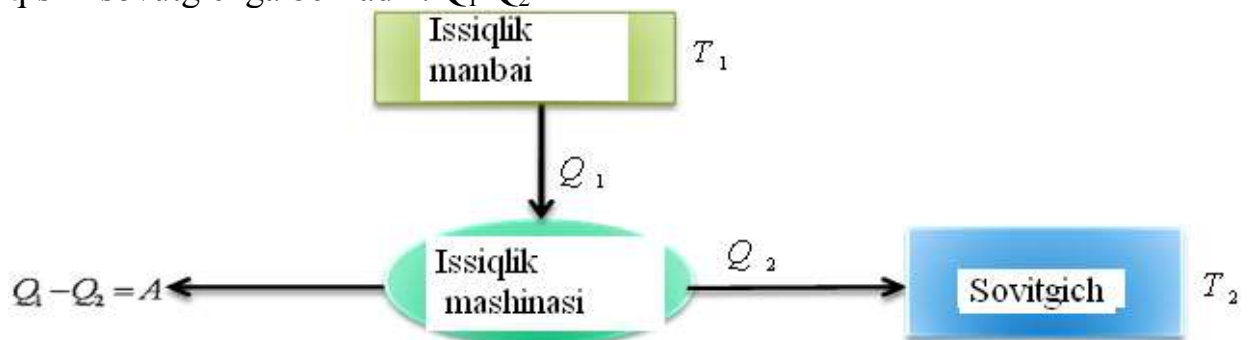 Issiqlik
manbai
T₁
Q₁
Issiqlik
mashinasi
Q₂
Q₁−Q₂=A
Sovitgich
T₂